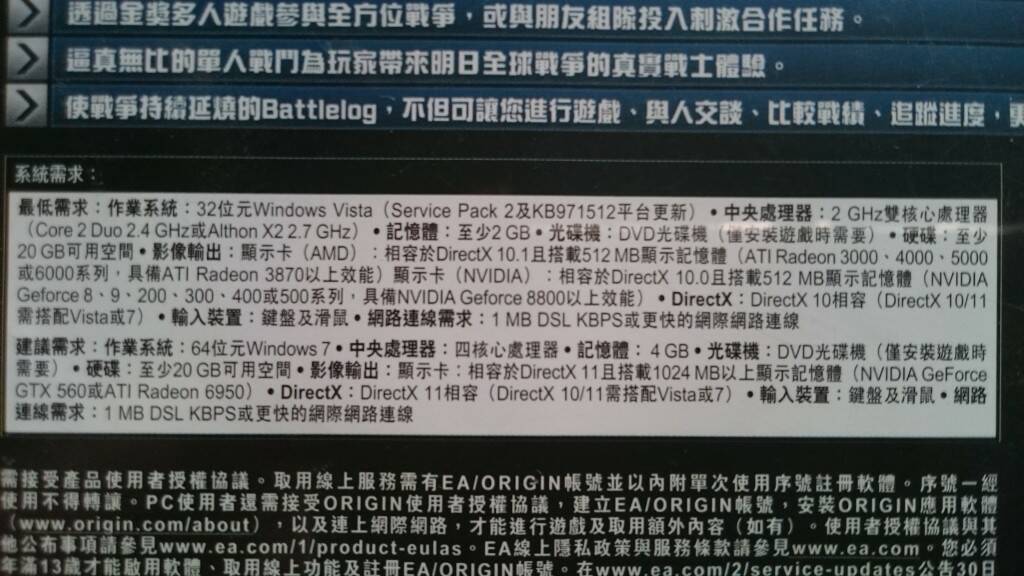 透過金獎多人遊戲參與全方位戰爭，或與朋友組隊投入刺激合作任務。
逼真無比的單人戰鬥為玩家帶來明日全球戰爭的真實戰士體驗。
使戰爭持續延燒的Battlelog，不但可讓您進行遊戲、與人交談、比較戰績、追蹤進度，更
系統需求：
最低需求：作業系統：32位元Windows Vista（Service Pack 2及KB971512平台更新）• 中央處理器：2 GHz雙核心處理器
（Core 2 Duo 2.4 GHz或Althon X2 2.7 GHz）• 記憶體：至少2 GB • 光碟機：DVD光碟機（僅安裝遊戲時需要）• 硬碟：至少
20 GB可用空間 • 影像輸出：顯示卡（AMD）：相容於DirectX 10.1且搭載512 MB顯示記憶體（ATI Radeon 3000、4000、5000
或6000系列，具備ATI Radeon 3870以上效能）顯示卡（NVIDIA）：相容於DirectX 10.0且搭載512 MB顯示記憶體（NVIDIA
Geforce 8、9、200、300、400或500系列，具備NVIDIA Geforce 8800以上效能）• DirectX：DirectX 10相容（DirectX 10/11
需搭配Vista或7）• 輸入裝置：鍵盤及滑鼠 • 網路連線需求：1 MB DSL KBPS或更快的網際網路連線
建議需求：作業系統：64位元Windows 7 • 中央處理器：四核心處理器 • 記憶體：4 GB • 光碟機：DVD光碟機（僅安裝遊戲時
需要）• 硬碟：至少20 GB可用空間 • 影像輸出：顯示卡：相容於DirectX 11且搭載1024 MB以上顯示記憶體（NVIDIA GeForce
GTX 560或ATI Radeon 6950）• DirectX：DirectX 11相容（DirectX 10/11需搭配Vista或7）• 輸入裝置：鍵盤及滑鼠 • 網路
連線需求：1 MB DSL KBPS或更快的網際網路連線
需接受產品使用者授權協議。取用線上服務需有EA/ORIGIN帳號並以內附單次使用序號註冊軟體。序號一經
使用不得轉讓。PC使用者還需接受ORIGIN使用者授權協議，建立EA/ORIGIN帳號，安裝ORIGIN應用軟體
（www.origin.com/about），以及連上網際網路，才能進行遊戲及取用額外內容（如有）。使用者授權協議與其
他公布事項請參見www.ea.com/1/product-eulas。EA線上隱私政策與服務條款請參見www.ea.com。您必須
年滿13歲才能啟用軟體、取用線上功能及註冊EA/ORIGIN帳號。在www.ea.com/2/service-updates公告30日